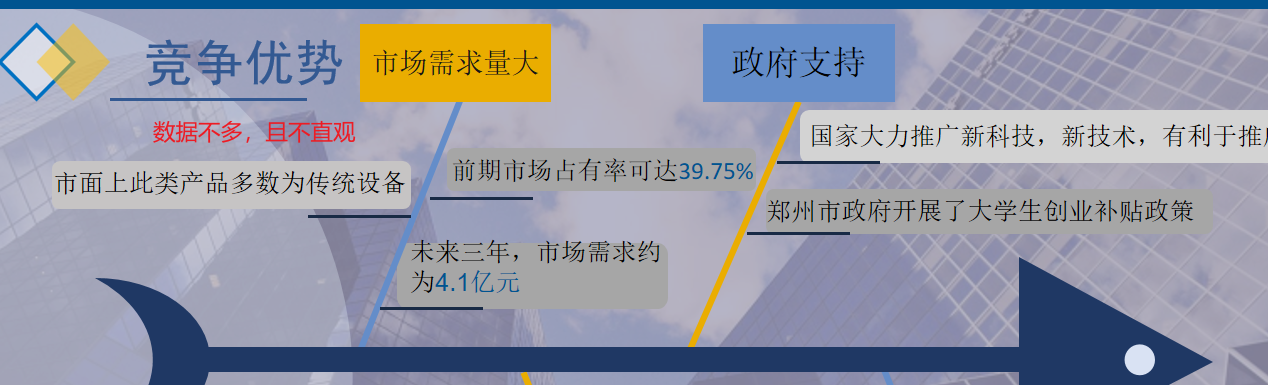 竞争优势
市场需求量大
政府支持
数据不多，且不直观
国家大力推广新科技，新技术，有利于推
市面上此类产品多数为传统设备
前期市场占有率可达39.75%
郑州市政府开展了大学生创业补贴政策
未来三年，市场需求约
为4.1亿元